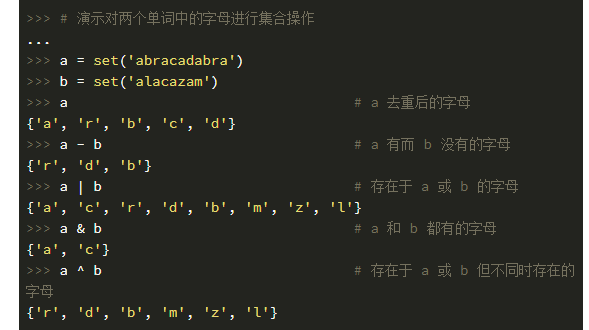 >>> # 演示对两个单词中的字母进行集合操作
...
>>> a = set('abracadabra')
>>> b = set('alacazam')
>>> a                                  # a 去重后的字母
{'a', 'r', 'b', 'c', 'd'}
>>> a - b                              # a 有而 b 没有的字母
{'r', 'd', 'b'}
>>> a | b                              # 存在于 a 或 b 的字母
{'a', 'c', 'r', 'd', 'b', 'm', 'z', 'l'}
>>> a & b                              # a 和 b 都有的字母
{'a', 'c'}
>>> a ^ b                              # 存在于 a 或 b 但不同时存在的
字母
{'r', 'd', 'b', 'm', 'z', 'l'}